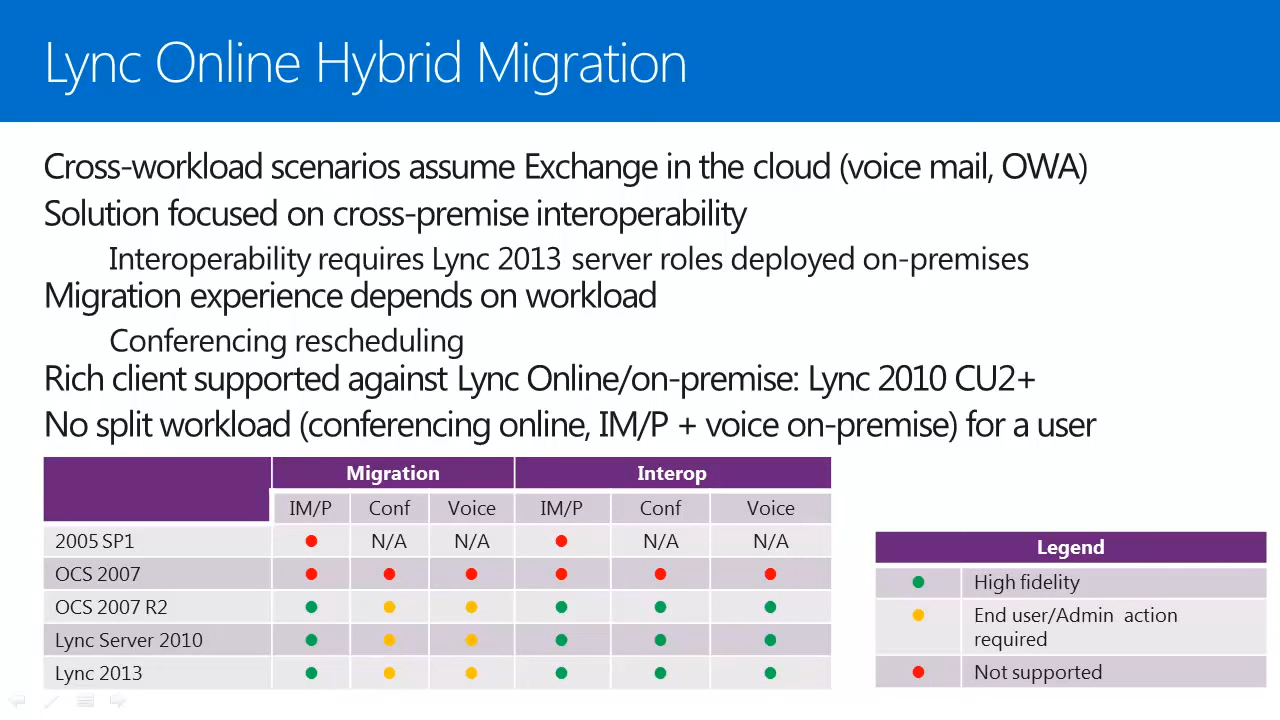 Lync Online Hybrid Migration
Cross-workload scenarios assume Exchange in the cloud (voice mail, OWA)
Solution focused on cross-premise interoperability
Interoperability requires Lync 2013 server roles deployed on-premises
Migration experience depends on workload
Conferencing rescheduling
Rich client supported against Lync Online/on-premise: Lync 2010 CU2+
No split workload (conferencing online, IM/P + voice on-premise) for a user
Migration Interop
IM/P Conf Voice IM/P Conf Voice
2005 SP1 N/A N/A N/A N/A
OCS 2007
OCS 2007 R2
Lync Server 2010
Lync 2013
Legend
High fidelity
End user/Admin action
required
Not supported